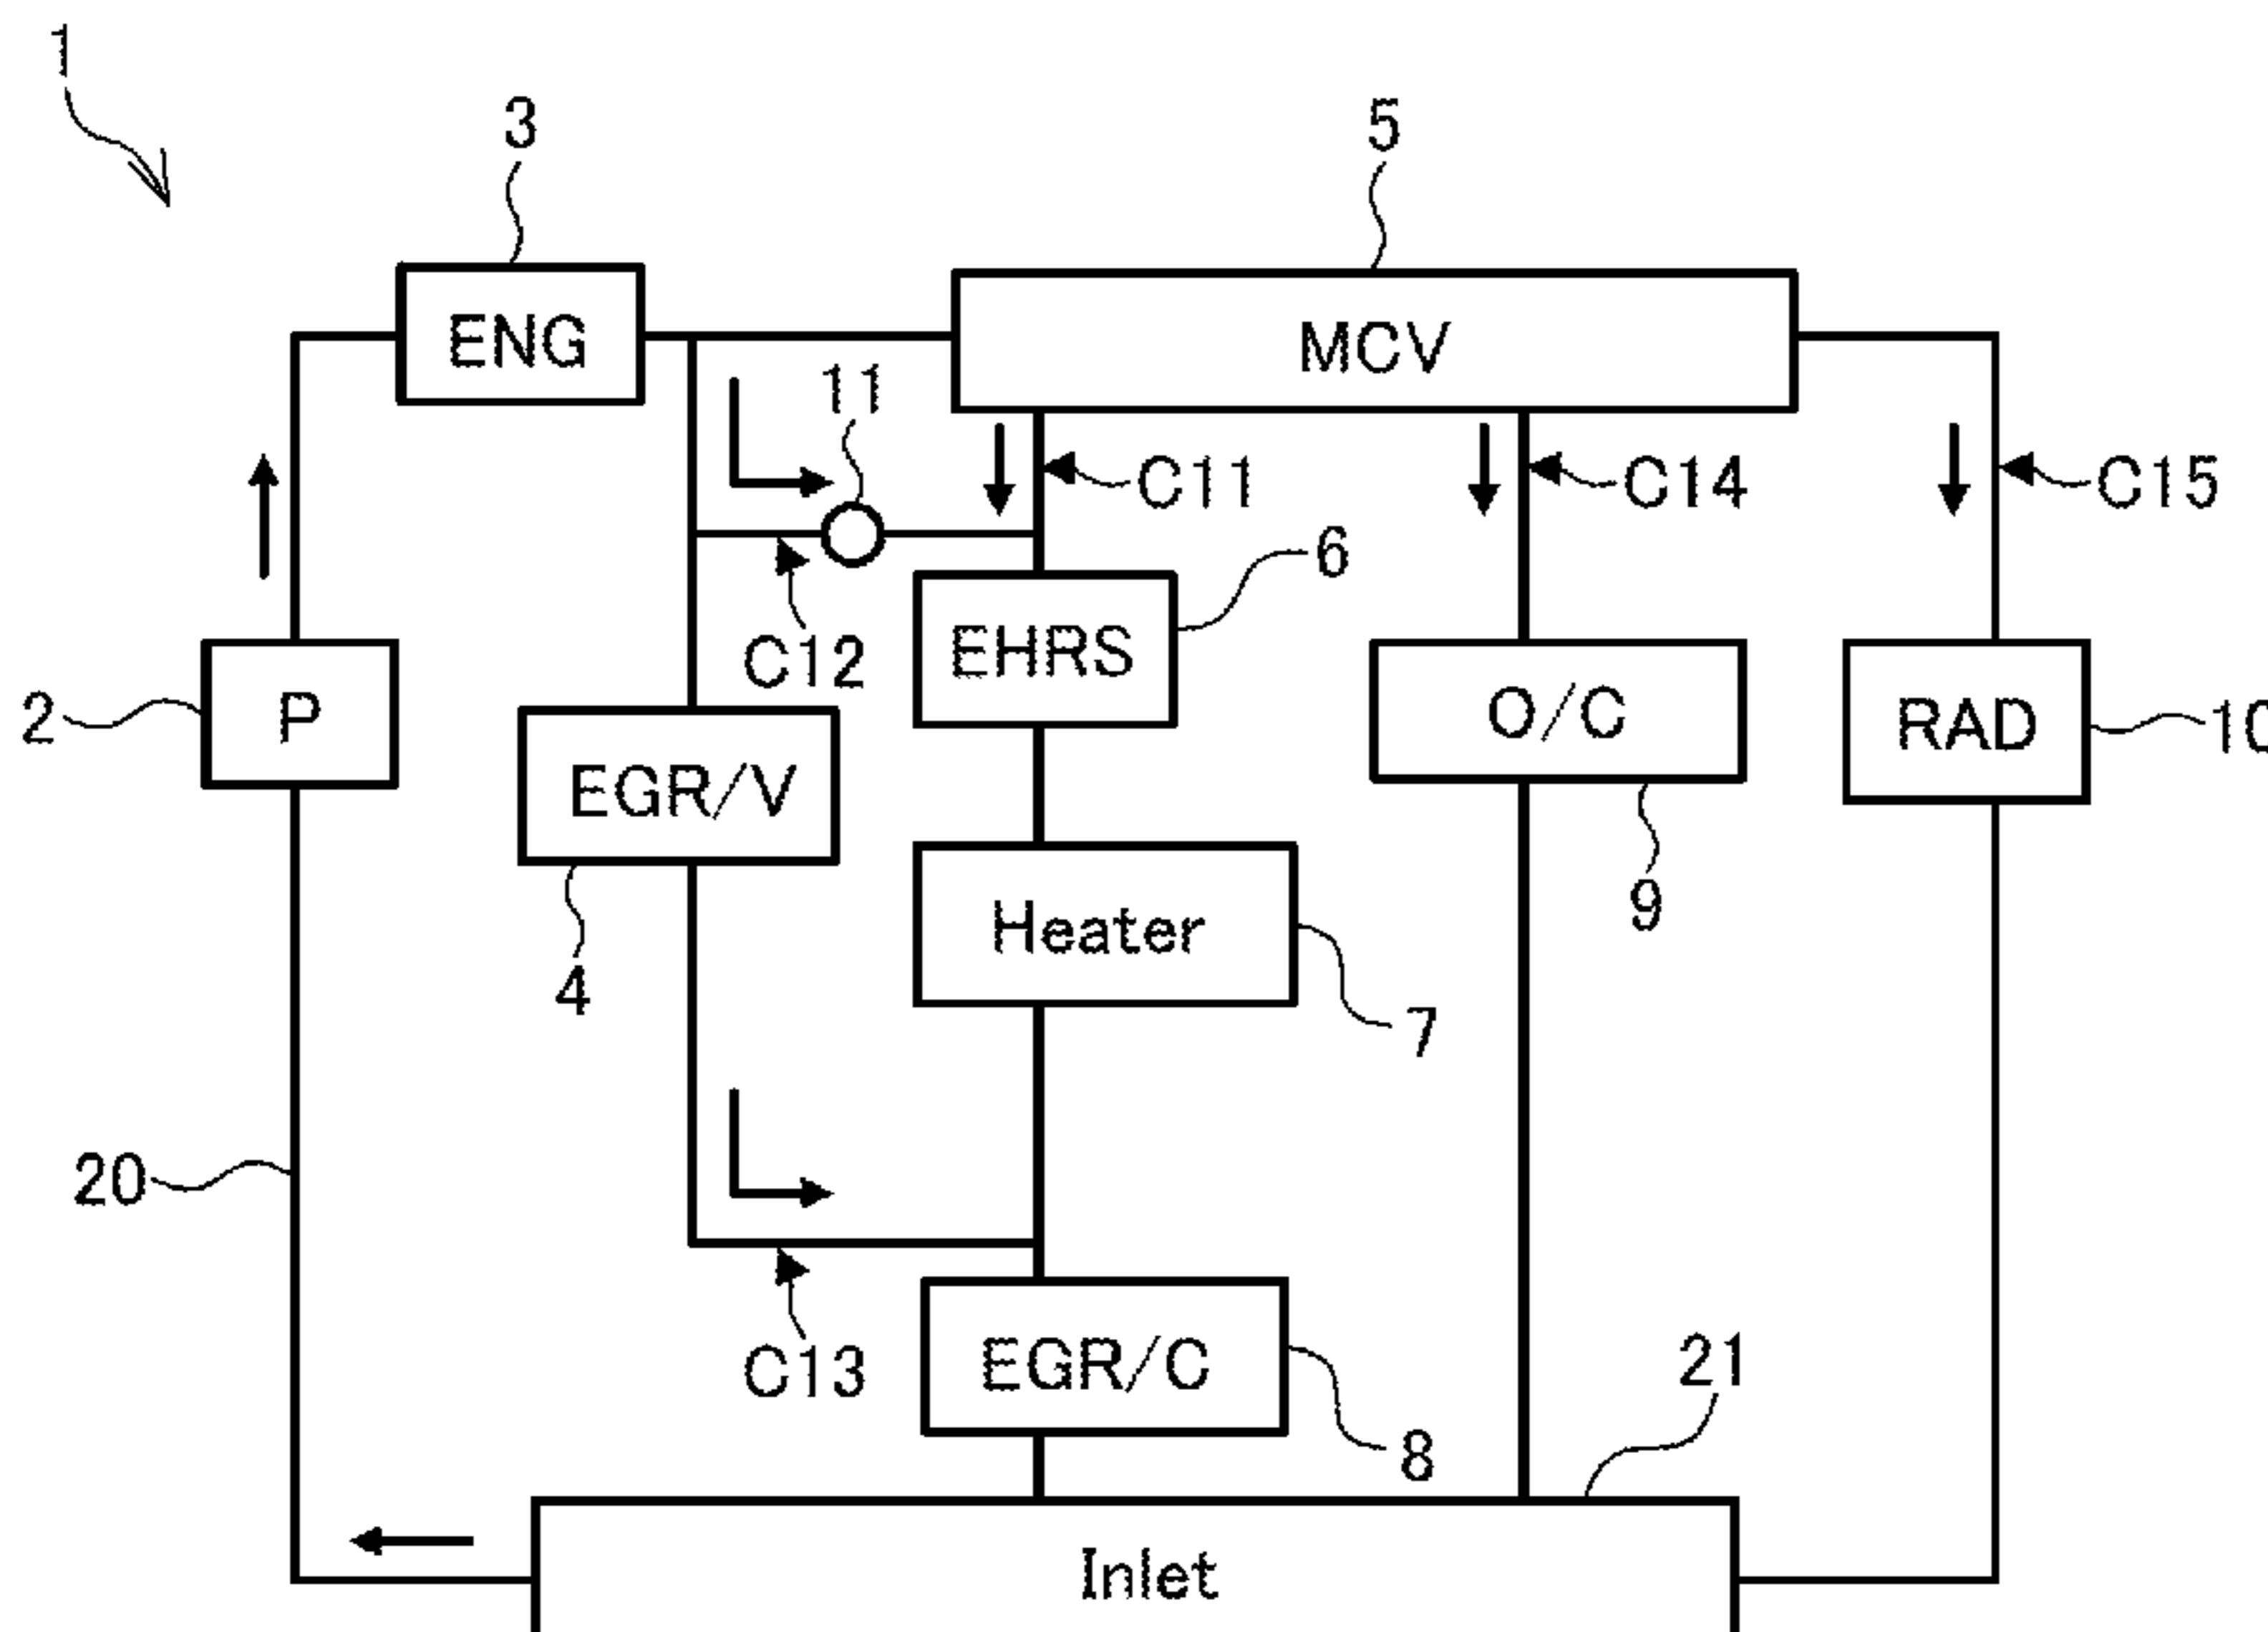 1
3
5
ENG
MCV
11
C11
C14
C15
6
C12
EHRS
2
P
O/C
RAD
10
EGR/V
9
Heater
4
7
20
C13
EGR/C
21
8
Inlet